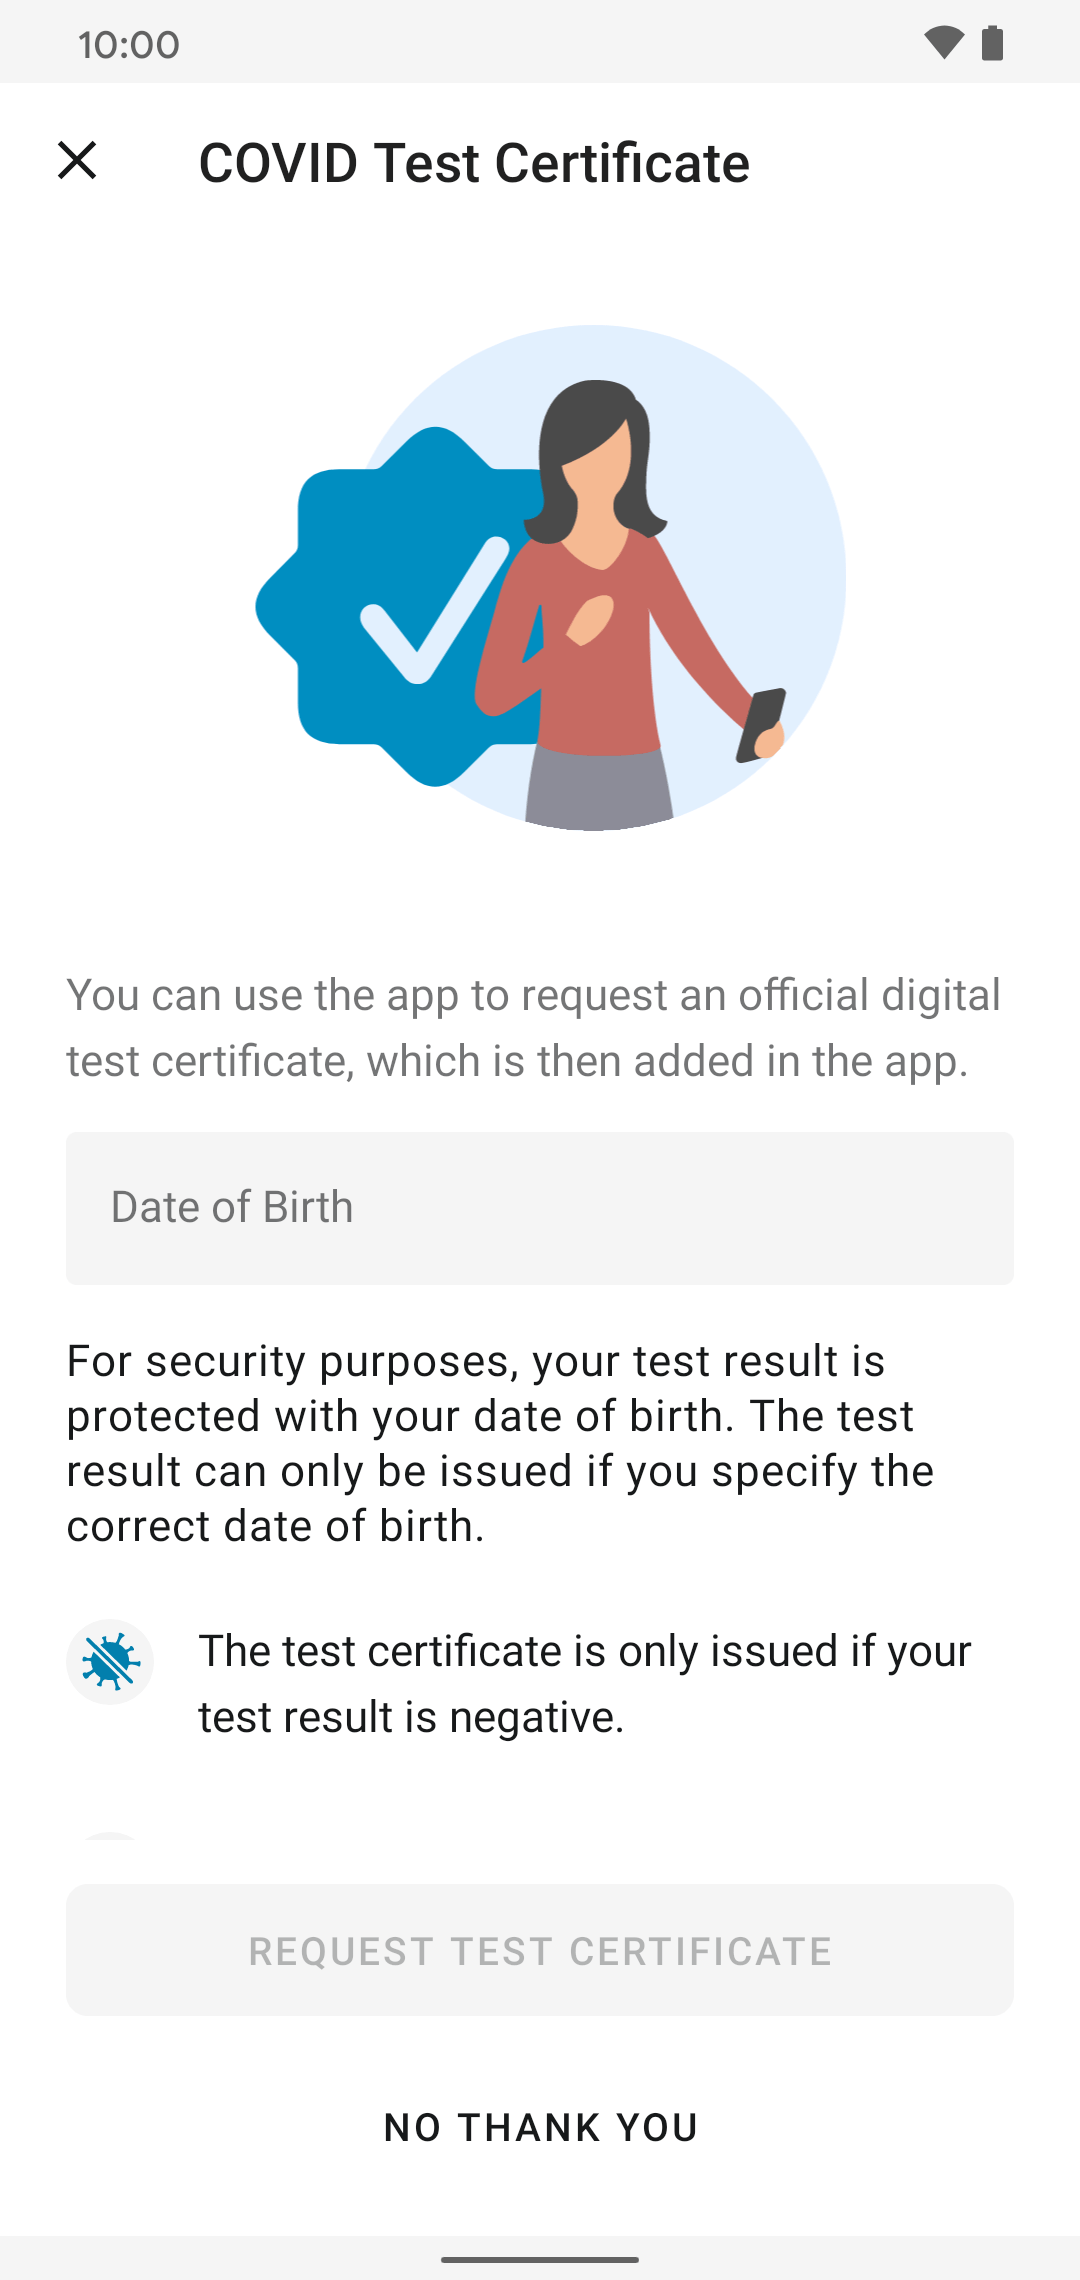 10:00
COVID Test Certificate
You can use the app to request an official digital
test certificate, which is then added in the app.
Date of Birth
For security purposes, your test result is
protected with your date of birth. The test
result can only be issued if you specify the
correct date of birth.
The test certificate is only issued if your
test result is negative.
REQUEST TEST CERTIFICATE
NO THANK YOU